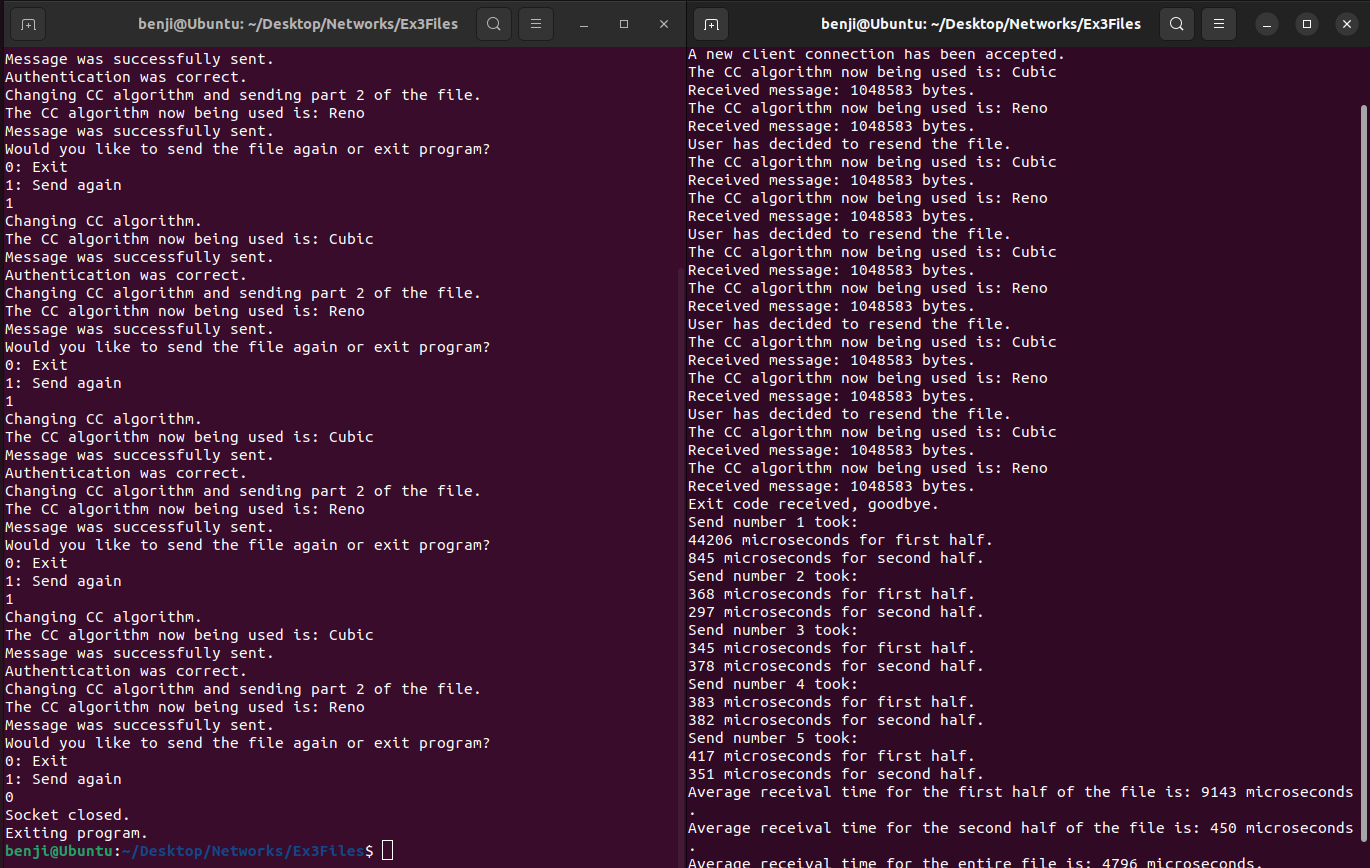 benji@Ubuntu: ~/Desktop/Networks/Ex3Files
Message was successfully sent.
Authentication was correct.
Changing CC algorithm and sending part 2 of the file.
The CC algorithm now being used is: Reno
Message was successfully sent.
Would you like to send the file again or exit program?
0: Exit
1: Send again
1
Changing CC algorithm.
The CC algorithm now being used is: Cubic
Message was successfully sent.
Authentication was correct.
Changing CC algorithm and sending part 2 of the file.
The CC algorithm now being used is: Reno
Message was successfully sent.
Would you like to send the file again or exit program?
0: Exit
1: Send again
1
Changing CC algorithm.
The CC algorithm now being used is: Cubic
Message was successfully sent.
Authentication was correct.
Changing CC algorithm and sending part 2 of the file.
The CC algorithm now being used is: Reno
Message was successfully sent.
Would you like to send the file again or exit program?
0: Exit
1: Send again
1
Changing CC algorithm.
The CC algorithm now being used is: Cubic
Message was successfully sent.
Authentication was correct.
Changing CC algorithm and sending part 2 of the file.
The CC algorithm now being used is: Reno
Message was successfully sent.
Would you like to send the file again or exit program?
0: Exit
1: Send again
0
Socket closed.
Exiting program.
benji@Ubuntu:~/Desktop/Networks/Ex3Files$
benji@Ubuntu: ~/Desktop/Networks/Ex3Files
A new client connection has been accepted.
The CC algorithm now being used is: Cubic
Received message: 1048583 bytes.
The CC algorithm now being used is: Reno
Received message: 1048583 bytes.
User has decided to resend the file.
The CC algorithm now being used is: Cubic
Received message: 1048583 bytes.
The CC algorithm now being used is: Reno
Received message: 1048583 bytes.
User has decided to resend the file.
The CC algorithm now being used is: Cubic
Received message: 1048583 bytes.
The CC algorithm now being used is: Reno
Received message: 1048583 bytes.
User has decided to resend the file.
The CC algorithm now being used is: Cubic
Received message: 1048583 bytes.
The CC algorithm now being used is: Reno
Received message: 1048583 bytes.
User has decided to resend the file.
The CC algorithm now being used is: Cubic
Received message: 1048583 bytes.
The CC algorithm now being used is: Reno
Received message: 1048583 bytes.
Exit code received, goodbye.
Send number 1 took:
44206 microseconds for first half.
845 microseconds for second half.
Send number 2 took:
368 microseconds for first half.
297 microseconds for second half.
Send number 3 took:
345 microseconds for first half.
378 microseconds for second half.
Send number 4 took:
383 microseconds for first half.
382 microseconds for second half.
Send number 5 took:
417 microseconds for first half.
351 microseconds for second half.
Average receival time for the first half of the file is: 9143 microseconds
.
Average receival time for the second half of the file is: 450 microseconds
.
Average receival time for the entire file is: 4796 microseconds.